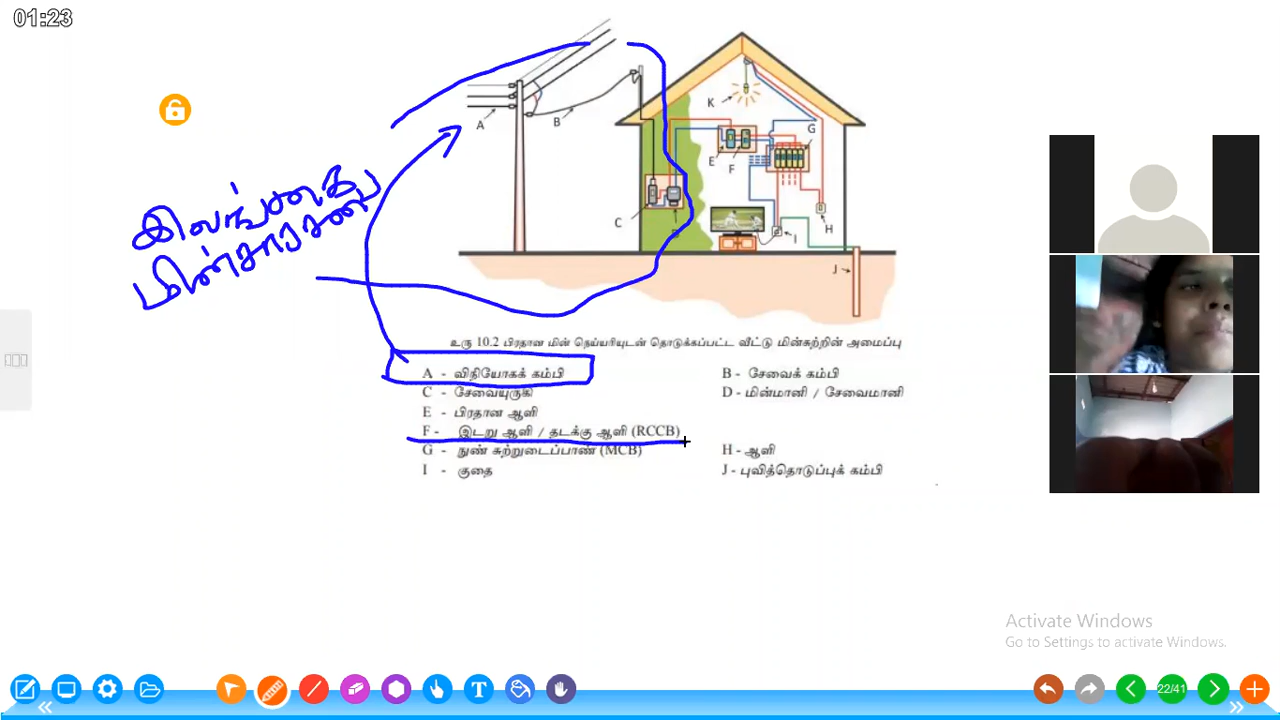 01:23
A
B
C
D
E
F
G
H
I
J
K
இலங்கை
மின்சாரசபை
உரு 10.2 பிரதான மின் நெய்யரியுடன் தொடுக்கப்பட்ட வீட்டு மின்சுற்றின் அமைப்பு
A - விநியோகக் கம்பி
B - சேவைக் கம்பி
C - சேவையுருகி
D - மின்மானி / சேவைமானி
E - பிரதான ஆளி
F - இடறு ஆளி / தடக்கு ஆளி (RCCB)
G - நுண் சுற்றுடைப்பான் (MCB)
H - ஆளி
I - குதை
J - புவித்தொடுப்புக் கம்பி
Activate Windows
Go to Settings to activate Windows.
22/41